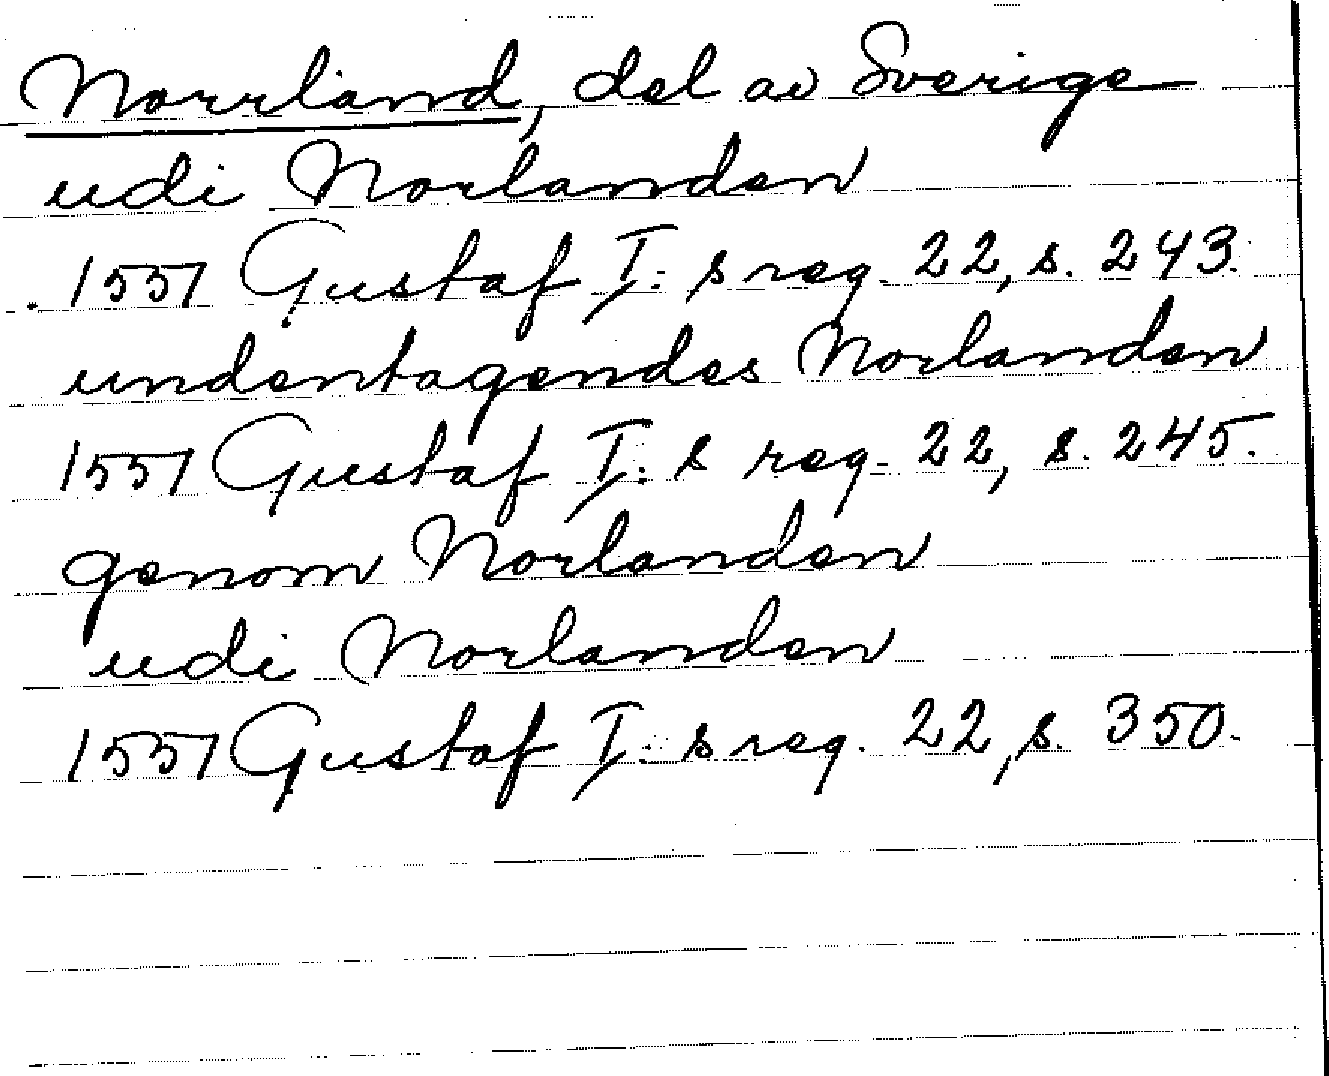 Norrland, del av Sverige
udi Norlanden
1557 Gustaf I:s reg. 22, s. 243.
undentagendes Norlanden
1557 Gustaf I:s reg. 22, s. 245.
genom Norlanden
udi Norlanden
1557 Gustaf I:s reg. 22, s. 350.